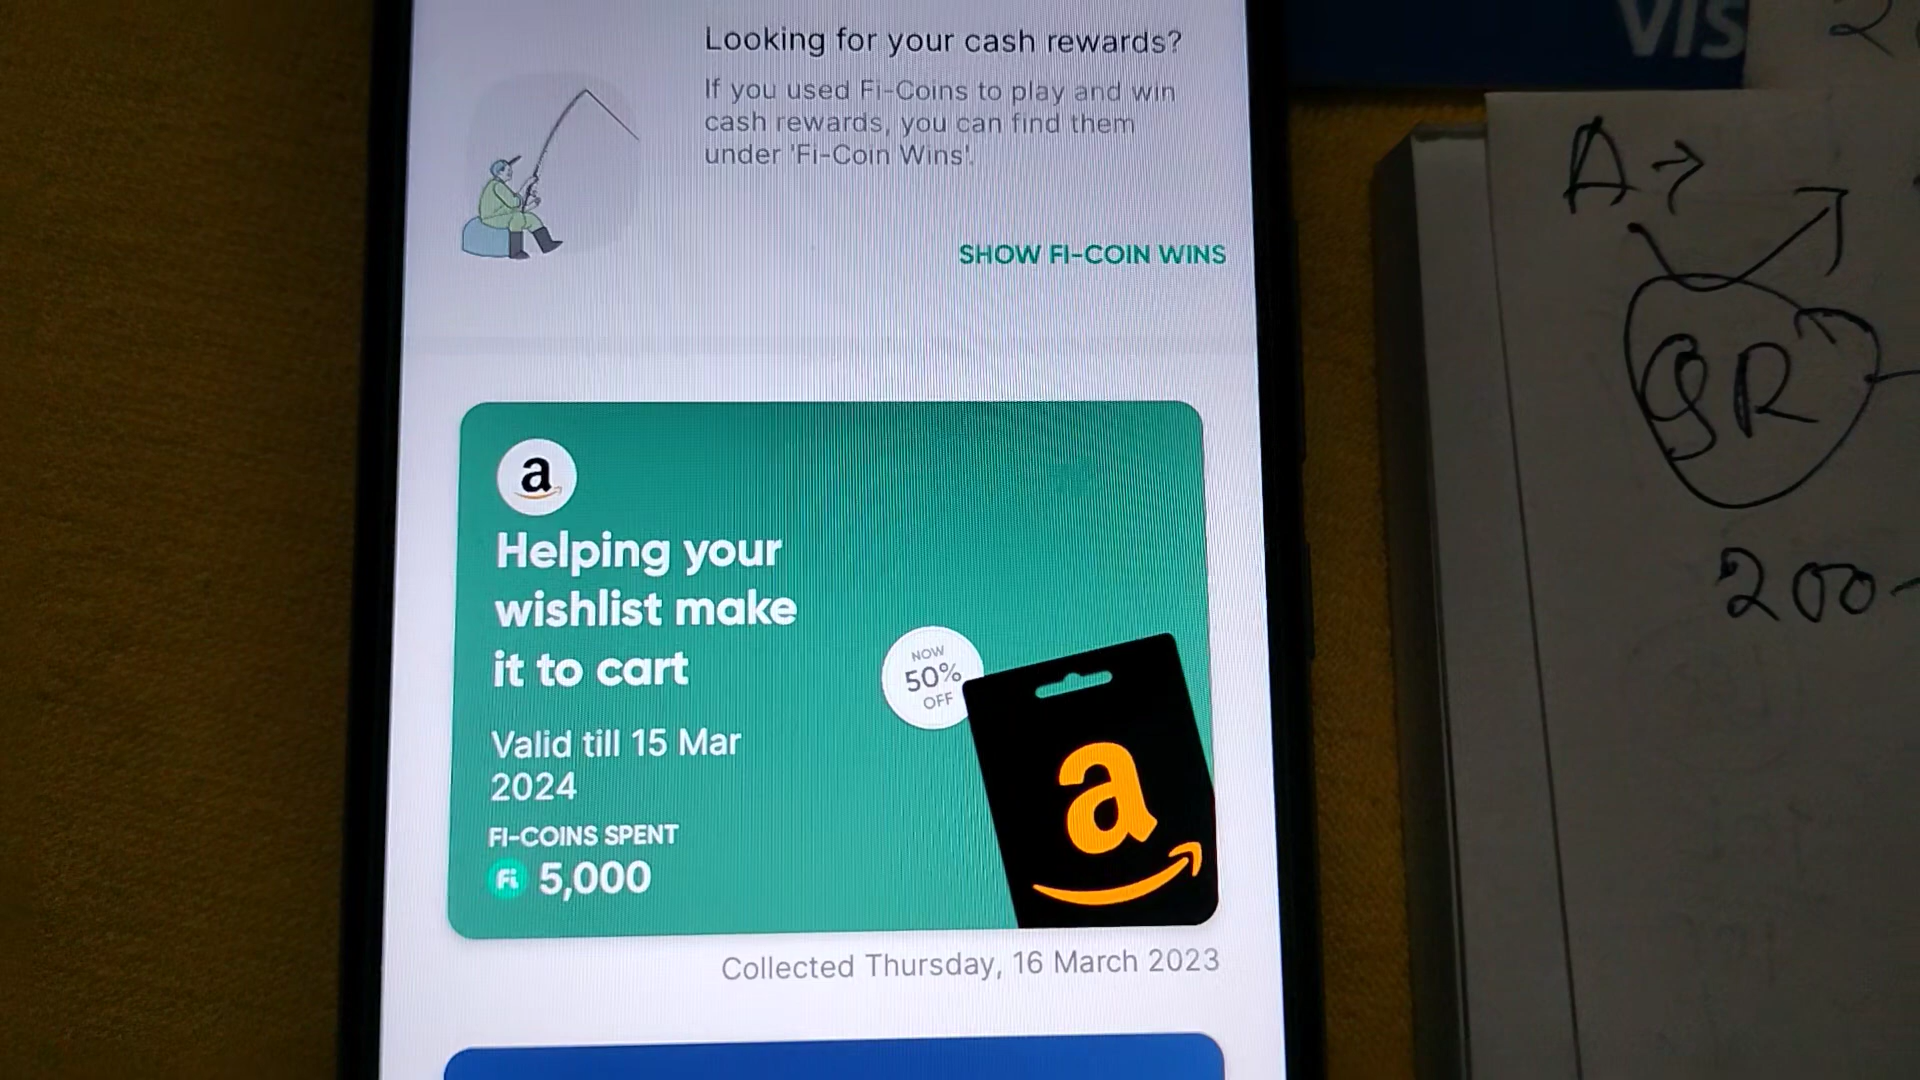 Looking for your cash rewards?
If you used Fi-Coins to play and win
cash rewards, you can find them
under 'Fi-Coin Wins'.
SHOW FI-COIN WINS
a
Helping your
wishlist make
it to cart
NOW
50%
OFF
Valid till 15 Mar
2024
FI-COINS SPENT
Fi 5,000
a
Collected Thursday, 16 March 2023
VIS
A
200